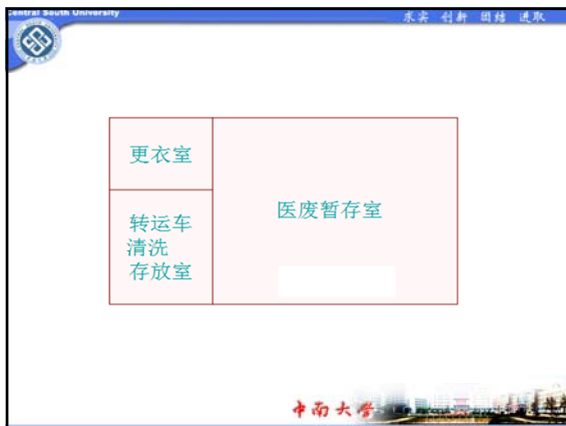 Central South University
求实 创新 团结 进取
更衣室
转运车
清洗
存放室
医废暂存室
中南大学